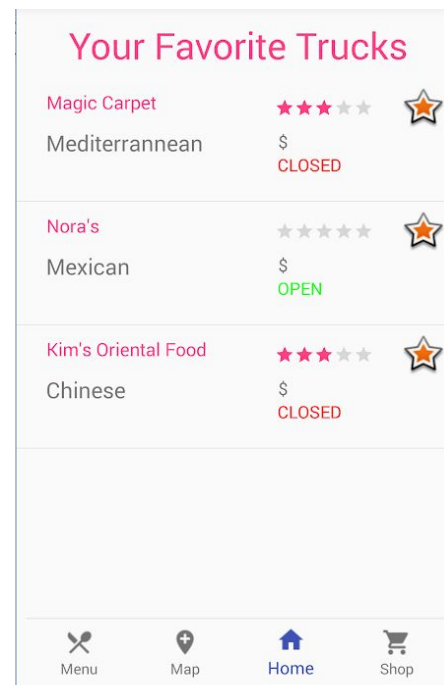 Your Favorite Trucks
Magic Carpet
Mediterrannean
$
CLOSED
Nora's
Mexican
$
OPEN
Kim's Oriental Food
Chinese
$
CLOSED
Menu
Map
Home
Shop